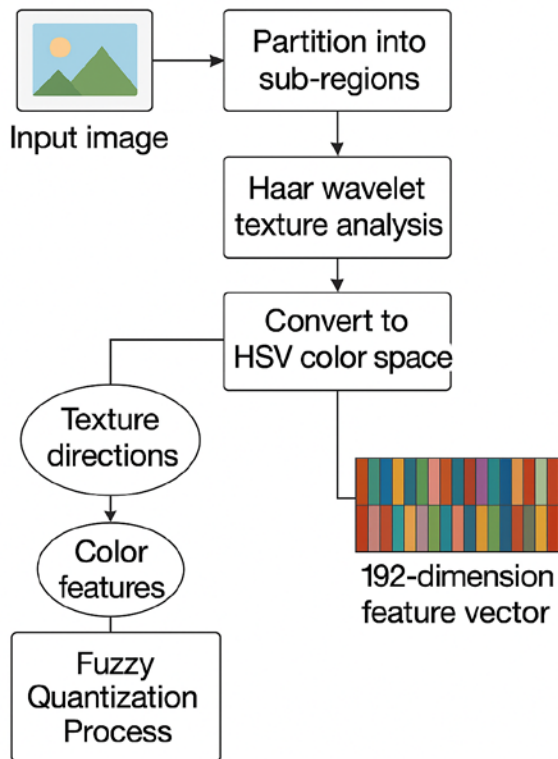 Input image
Partition into
sub-regions
Haar wavelet
texture analysis
Convert to
HSV color space
Texture
directions
Color
features
Fuzzy
Quantization
Process
192-dimension
feature vector